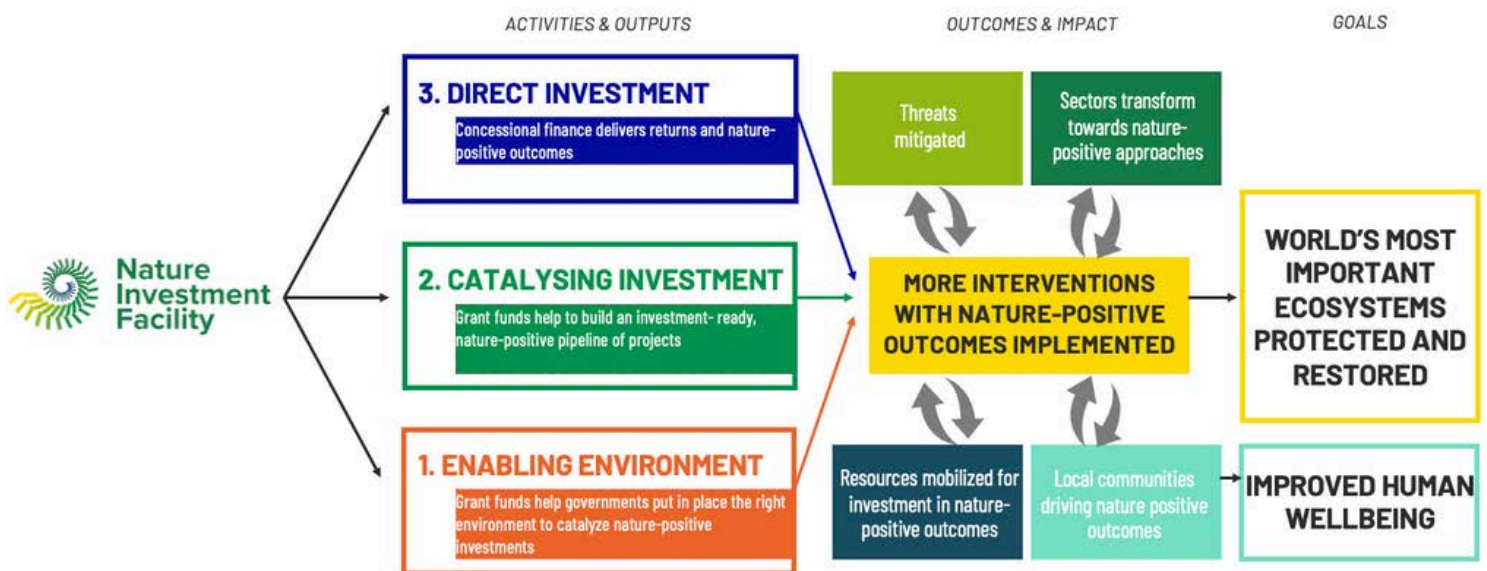 ACTIVITIES & OUTPUTS
OUTCOMES & IMPACT
GOALS
Nature
Investment
Facility
3. DIRECT INVESTMENT
Concessional finance delivers returns and nature-
positive outcomes
2. CATALYSING INVESTMENT
Grant funds help to build an investment- ready,
nature-positive pipeline of projects
1. ENABLING ENVIRONMENT
Grant funds help governments put in place the right
environment to catalyze nature-positive
investments
Threats
mitigated
Sectors transform
towards nature-
positive approaches
MORE INTERVENTIONS
WITH NATURE-POSITIVE
OUTCOMES IMPLEMENTED
Resources mobilized for
investment in nature-
positive outcomes
Local communities
driving nature positive
outcomes
WORLD'S MOST
IMPORTANT
ECOSYSTEMS
PROTECTED AND
RESTORED
IMPROVED HUMAN
WELLBEING